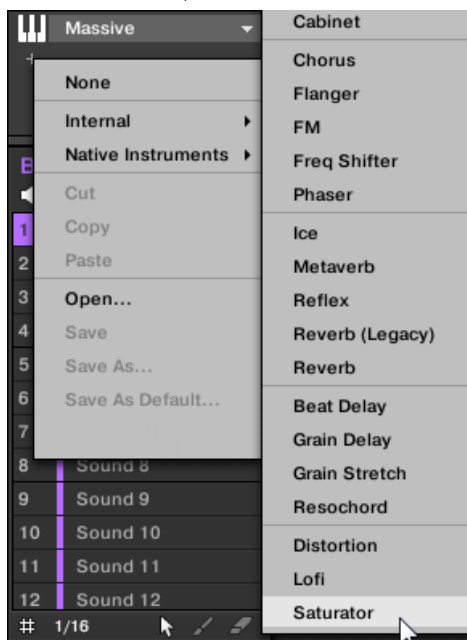 Massive
+
None
Internal
Native Instruments
Cut
Copy
Paste
Open...
Save
Save As...
Save As Default...
1
2
3
4
5
6
7
8 Sound 8
9 Sound 9
10 Sound 10
11 Sound 11
12 Sound 12
# 1/16
Cabinet
Chorus
Flanger
FM
Freq Shifter
Phaser
Ice
Metaverb
Reflex
Reverb (Legacy)
Reverb
Beat Delay
Grain Delay
Grain Stretch
Resochord
Distortion
Lofi
Saturator